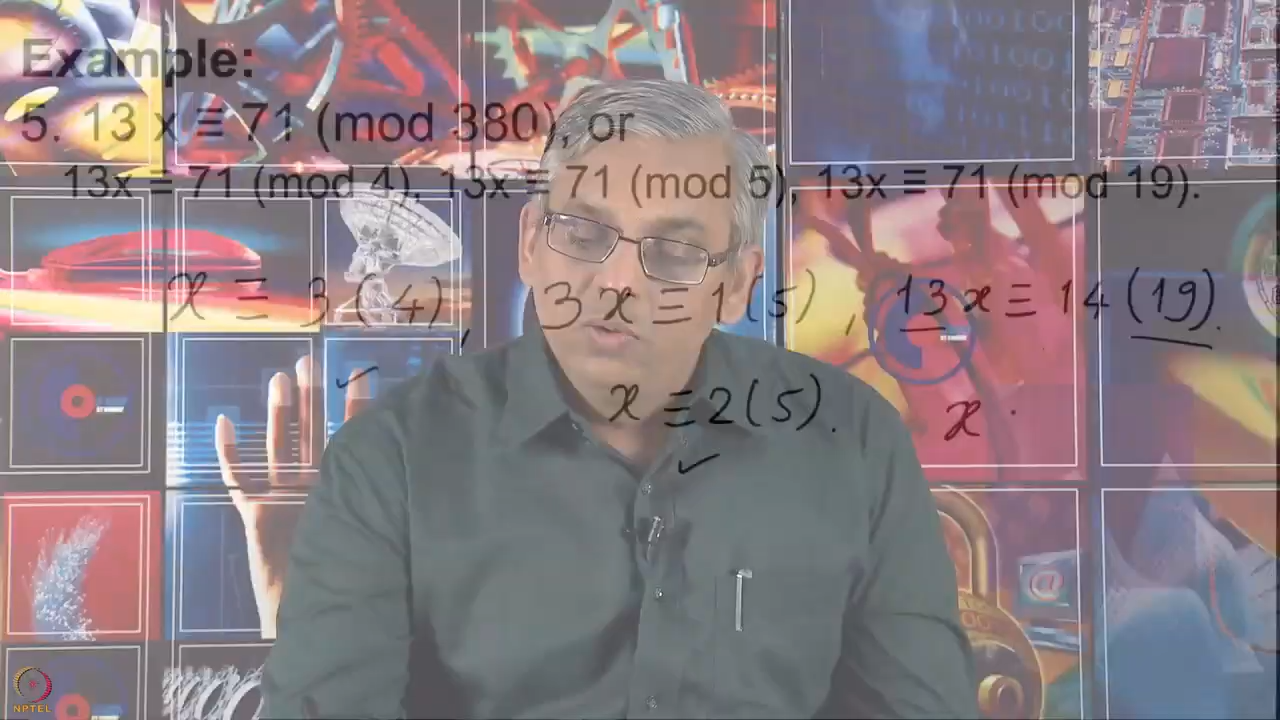 Example:
5. 13 x ≡ 71 (mod 380), or
13x ≡ 71 (mod 4), 13x ≡ 71 (mod 5), 13x ≡ 71 (mod 19).
x ≡ 3 (4), 3x ≡ 1 (5), 13x ≡ 14 (19).
x ≡ 2 (5). x
@
NPTEL